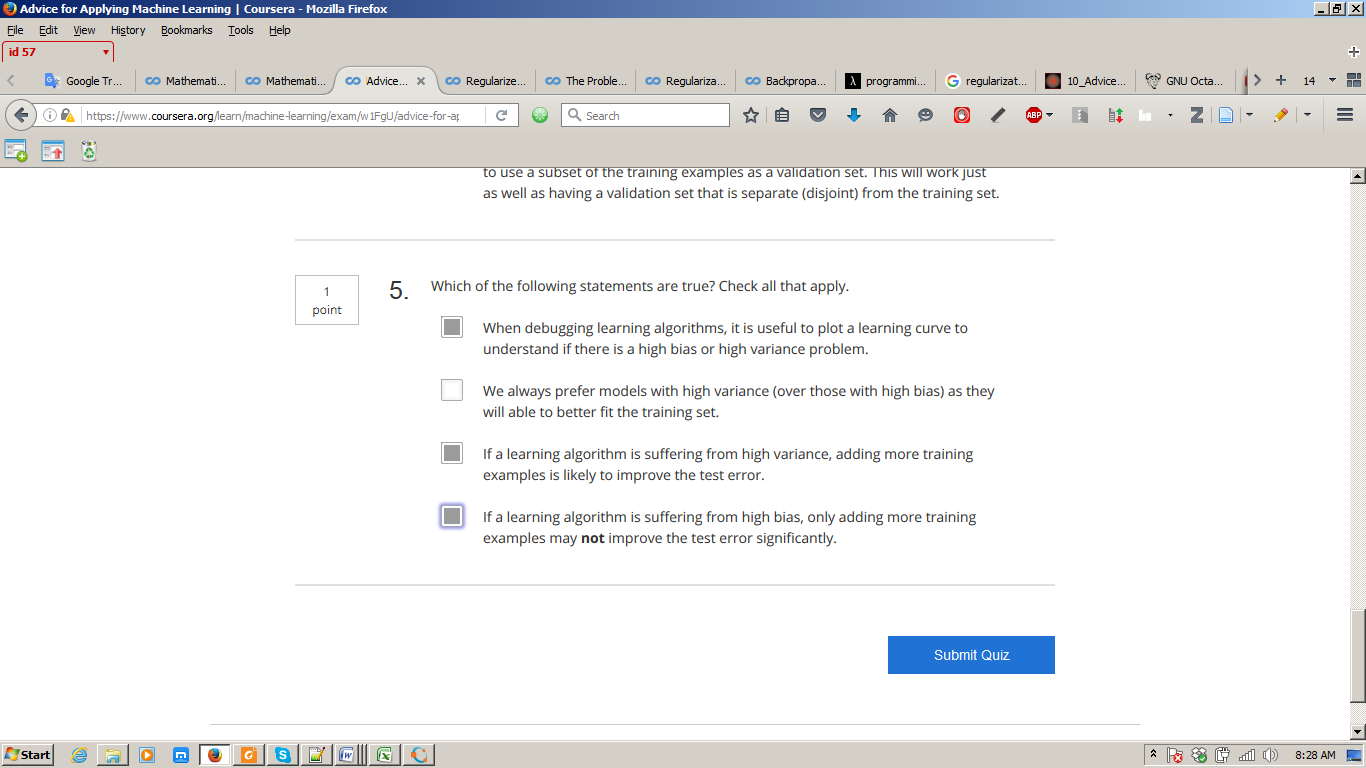 Advice for Applying Machine Learning | Coursera - Mozilla Firefox
File Edit View History Bookmarks Tools Help
id 57
Google Tr... Mathemati... Mathemati... Advice... Regularize... The Proble... Regulariza... Backpropa... programmi... regularizat... 10_Advice... GNU Octa... 14
https://www.coursera.org/learn/machine-learning/exam/w1FgU/advice-for-ap Search ABP
to use a subset of the training examples as a validation set. This will work just
as well as having a validation set that is separate (disjoint) from the training set.
1
point
5. Which of the following statements are true? Check all that apply.
When debugging learning algorithms, it is useful to plot a learning curve to
understand if there is a high bias or high variance problem.
We always prefer models with high variance (over those with high bias) as they
will able to better fit the training set.
If a learning algorithm is suffering from high variance, adding more training
examples is likely to improve the test error.
If a learning algorithm is suffering from high bias, only adding more training
examples may not improve the test error significantly.
Submit Quiz
Start 8:28 AM